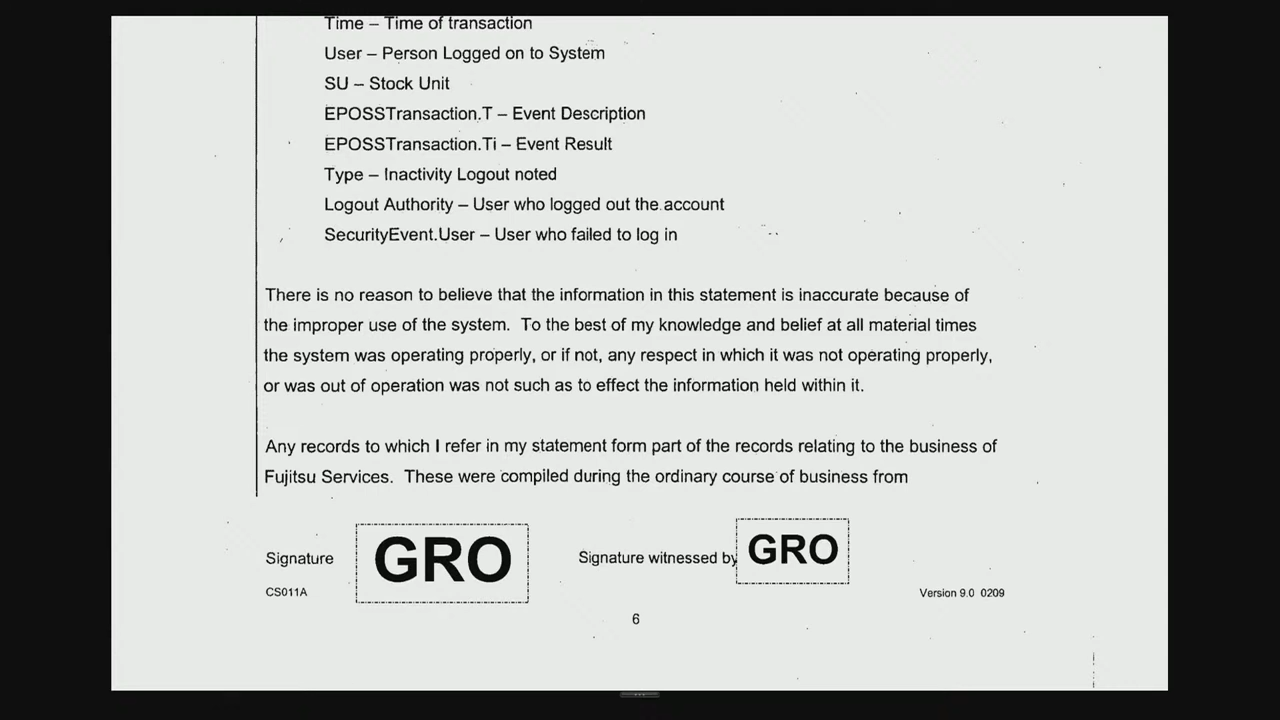 Time – Time of transaction
User – Person Logged on to System
SU – Stock Unit
EPOSSTransaction.T – Event Description
EPOSSTransaction.Ti – Event Result
Type – Inactivity Logout noted
Logout Authority – User who logged out the account
SecurityEvent.User – User who failed to log in
There is no reason to believe that the information in this statement is inaccurate because of
the improper use of the system. To the best of my knowledge and belief at all material times
the system was operating properly, or if not, any respect in which it was not operating properly,
or was out of operation was not such as to effect the information held within it.
Any records to which I refer in my statement form part of the records relating to the business of
Fujitsu Services. These were compiled during the ordinary course of business from
Signature GRO Signature witnessed by GRO
CS011A Version 9.0 0209
6